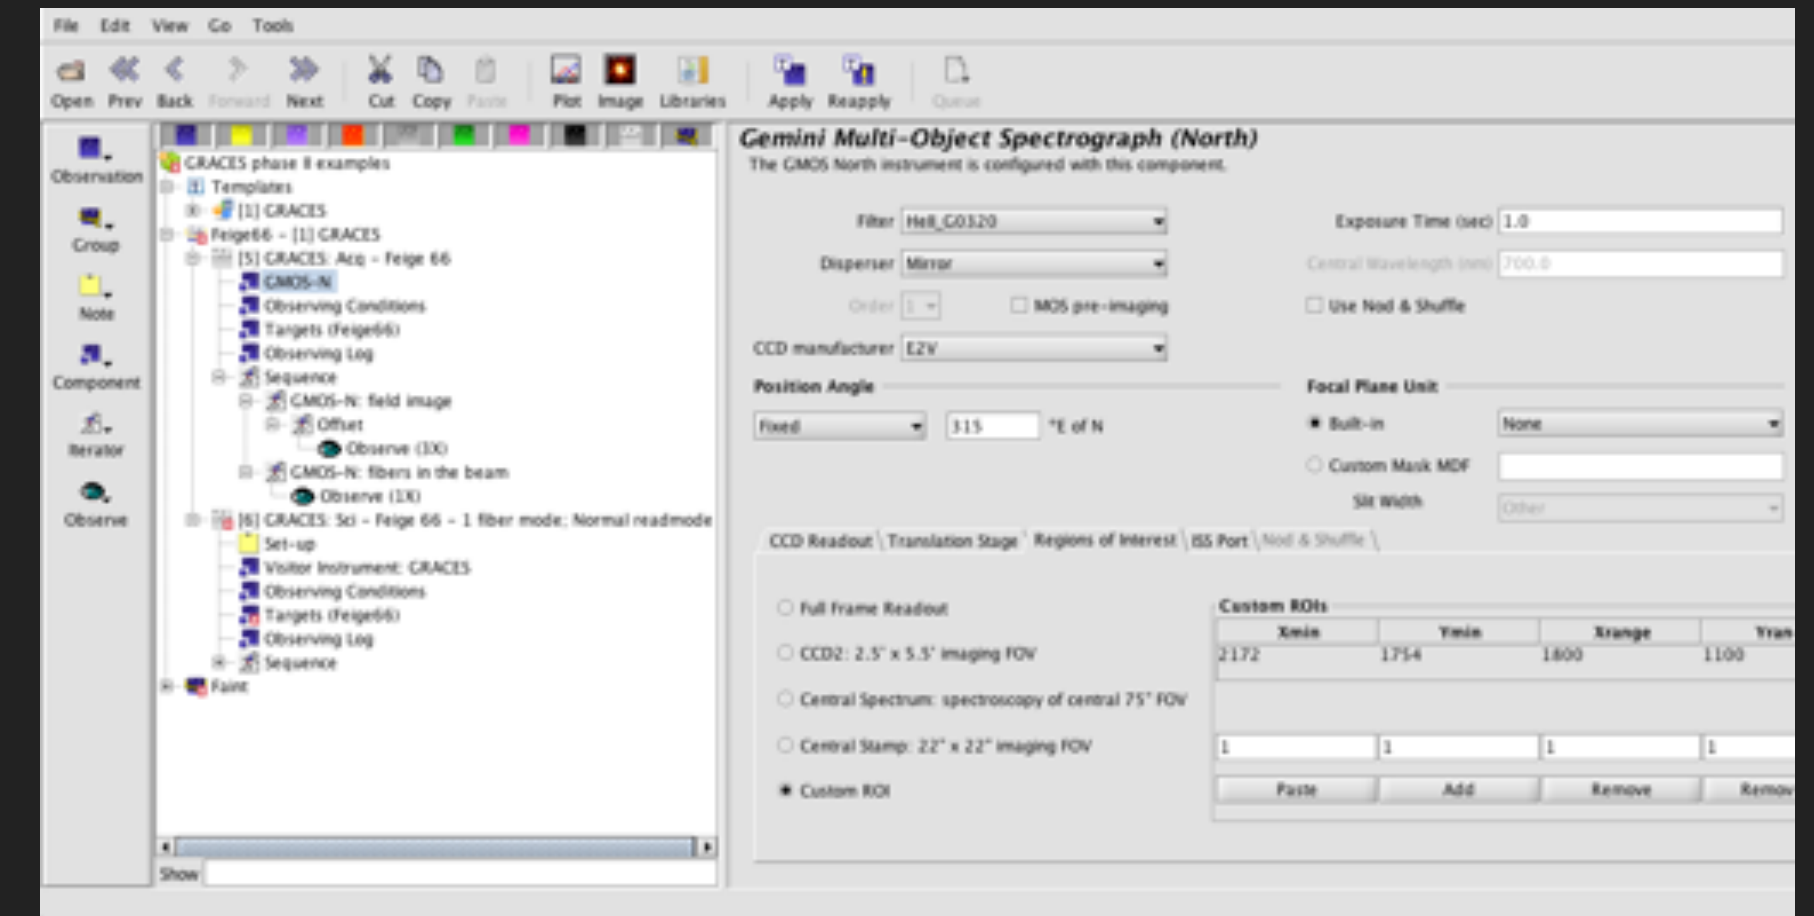 File Edit View Go Tools
Open Prev Back Forward Next Cut Copy Paste Plot Image Libraries Apply Reapply Queue
Observation
Group
Note
Component
Iterator
Observe
GRACES phase II examples
Templates
[1] GRACES
Feige66 - [1] GRACES
[5] GRACES: Acq - Feige 66
GMOS-N
Observing Conditions
Targets (Feige66)
Observing Log
Sequence
GMOS-N: field image
Offset
Observe (3X)
GMOS-N: fibers in the beam
Observe (1X)
[6] GRACES: Sci - Feige 66 - 1 fiber mode; Normal readmode
Set-up
Visitor Instrument: GRACES
Observing Conditions
Targets (Feige66)
Observing Log
Sequence
Faint
Show
Gemini Multi-Object Spectrograph (North)
The GMOS North instrument is configured with this component.
Filter HeII_G0320 Exposure Time (sec) 1.0
Disperser Mirror Central Wavelength (nm) 700.0
Order 1 MOS pre-imaging Use Nod & Shuffle
CCD manufacturer E2V
Position Angle Focal Plane Unit
Fixed 315 °E of N Built-in None
Custom Mask MDF
Slit Width Other
CCD Readout Translation Stage Regions of Interest ISS Port Nod & Shuffle
Full Frame Readout
CCD2: 2.5' x 5.5' imaging FOV
Central Spectrum: spectroscopy of central 75" FOV
Central Stamp: 22" x 22" imaging FOV
Custom ROI
Custom ROIs
Xmin Ymin Xrange Yran
2172 1754 1800 1100
1 1 1 1
Paste Add Remove Remov